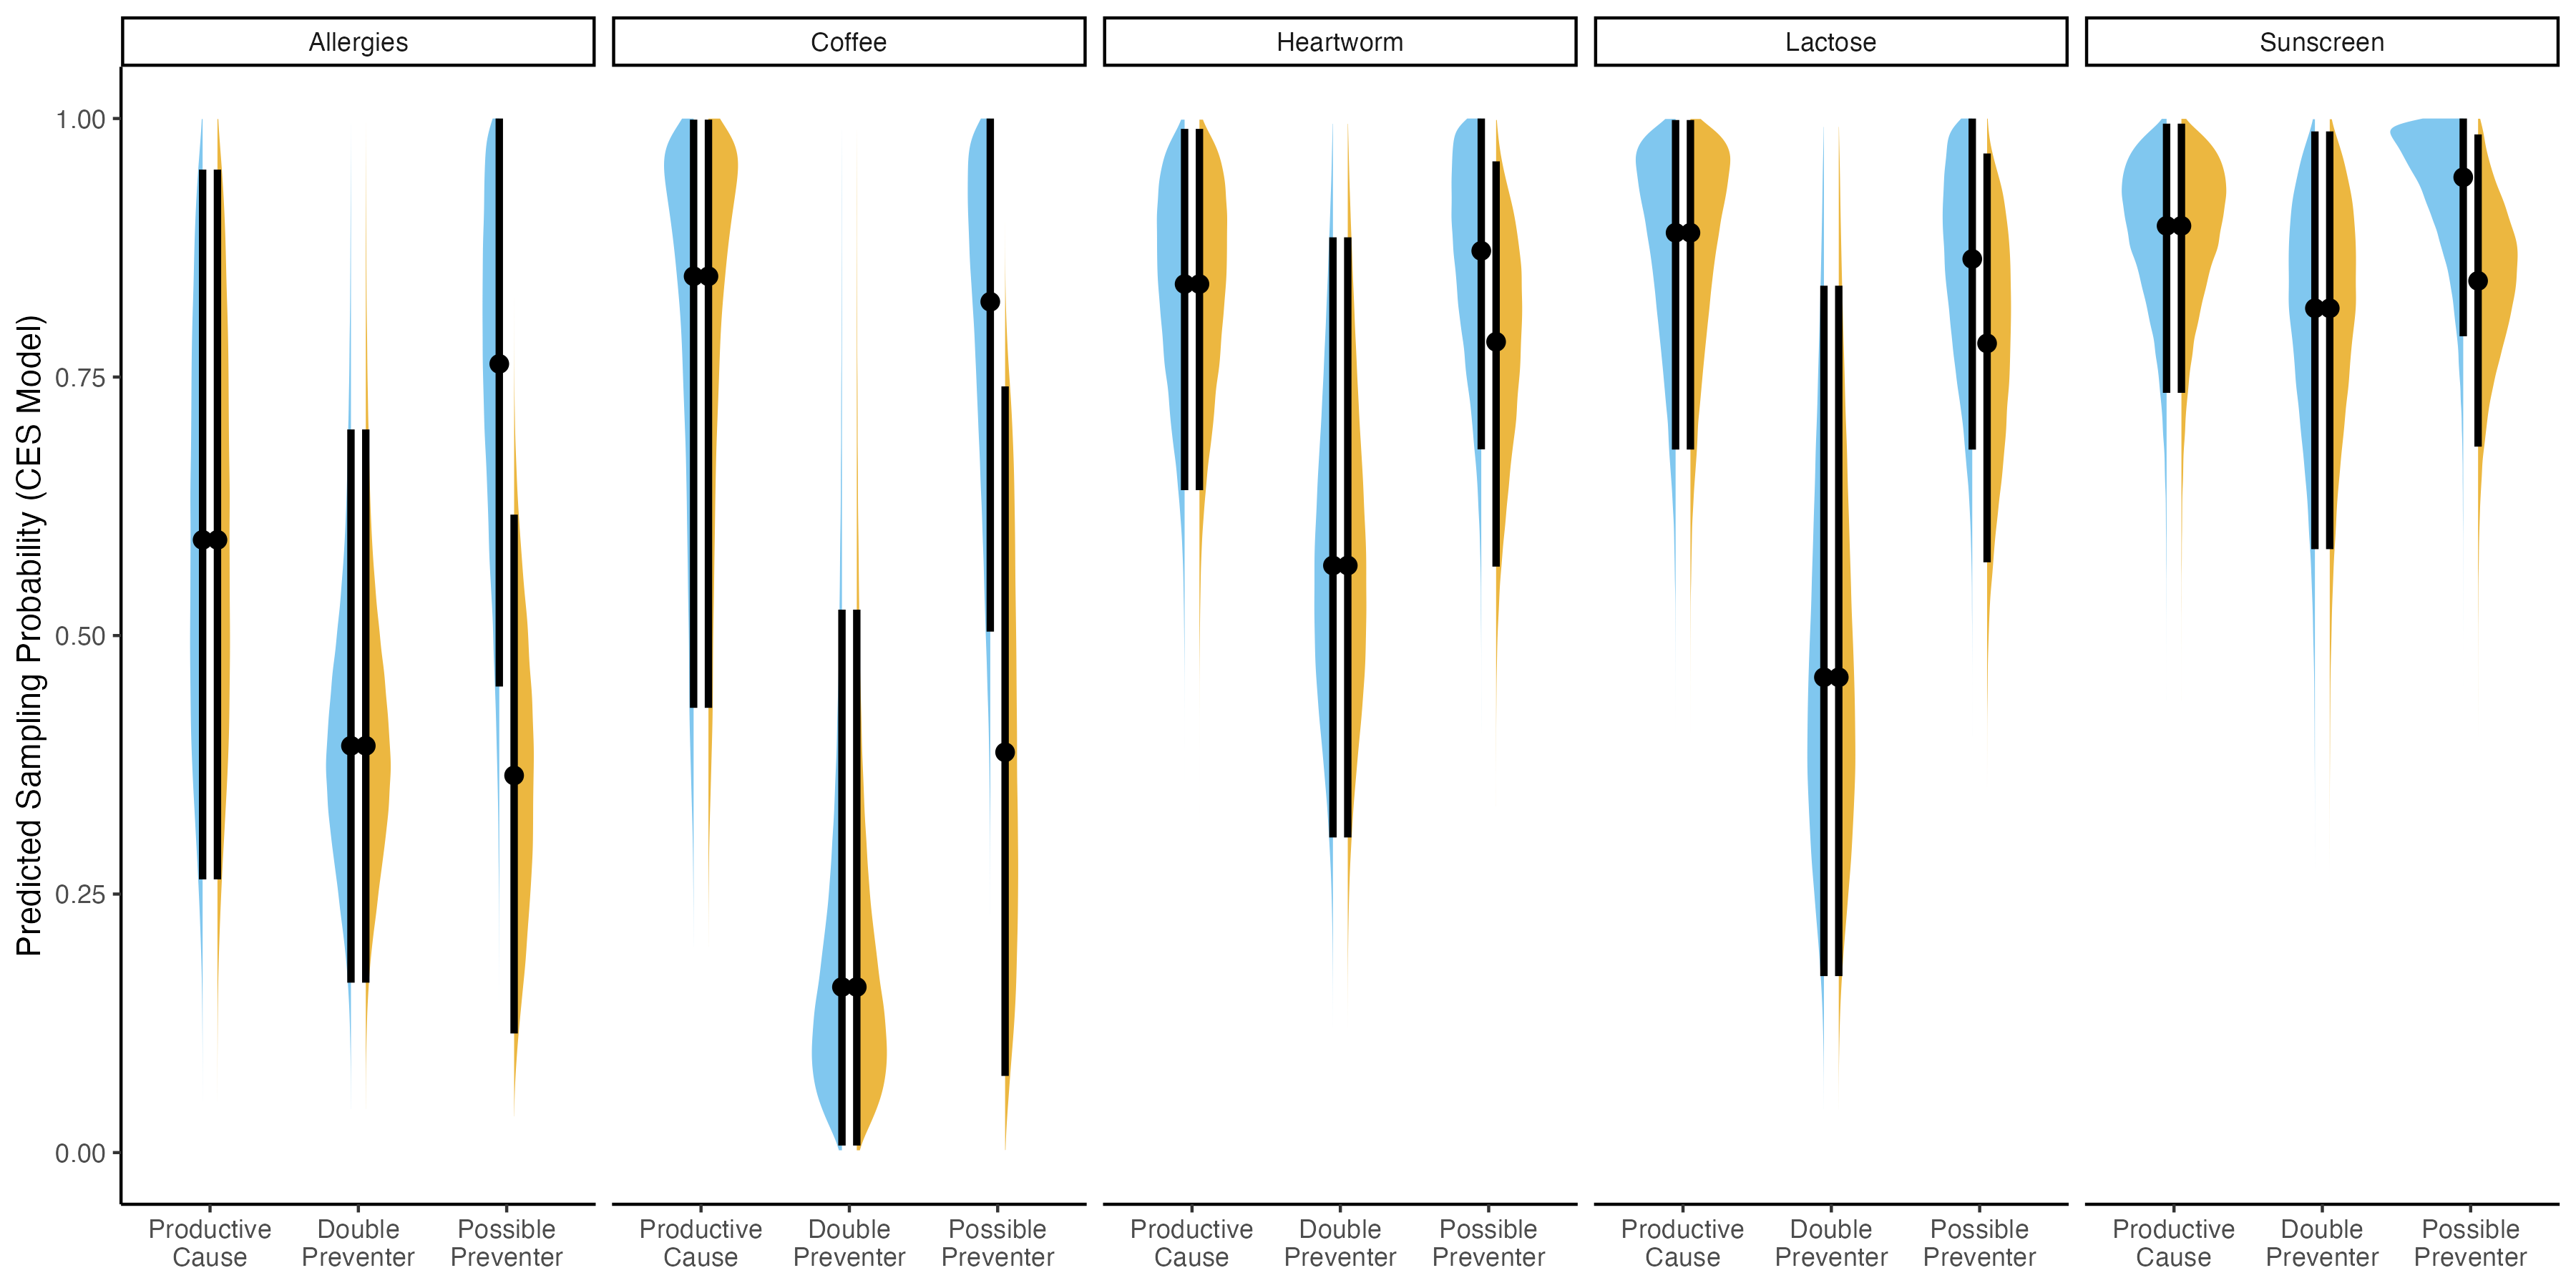 Allergies
Coffee
Heartworm
Lactose
Sunscreen
Predicted Sampling Probability (CES Model)
1.00
0.75
0.50
0.25
0.00
Productive
Cause
Double
Preventer
Possible
Preventer
Productive
Cause
Double
Preventer
Possible
Preventer
Productive
Cause
Double
Preventer
Possible
Preventer
Productive
Cause
Double
Preventer
Possible
Preventer
Productive
Cause
Double
Preventer
Possible
Preventer